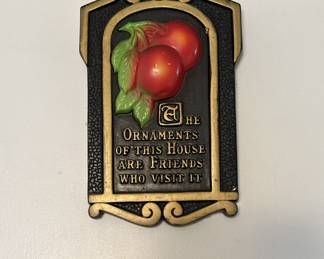 The
Ornaments
of this House
are Friends
who visit it